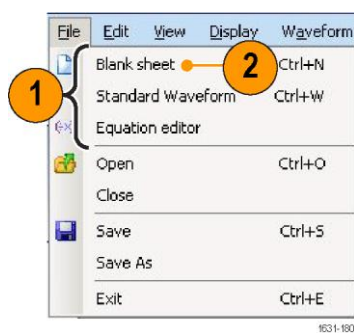 File Edit View Display Waveform
Blank sheet 2 Ctrl+N
1 Standard Waveform Ctrl+W
Equation editor
Open Ctrl+O
Close
Save Ctrl+S
Save As
Exit Ctrl+E
1631-180